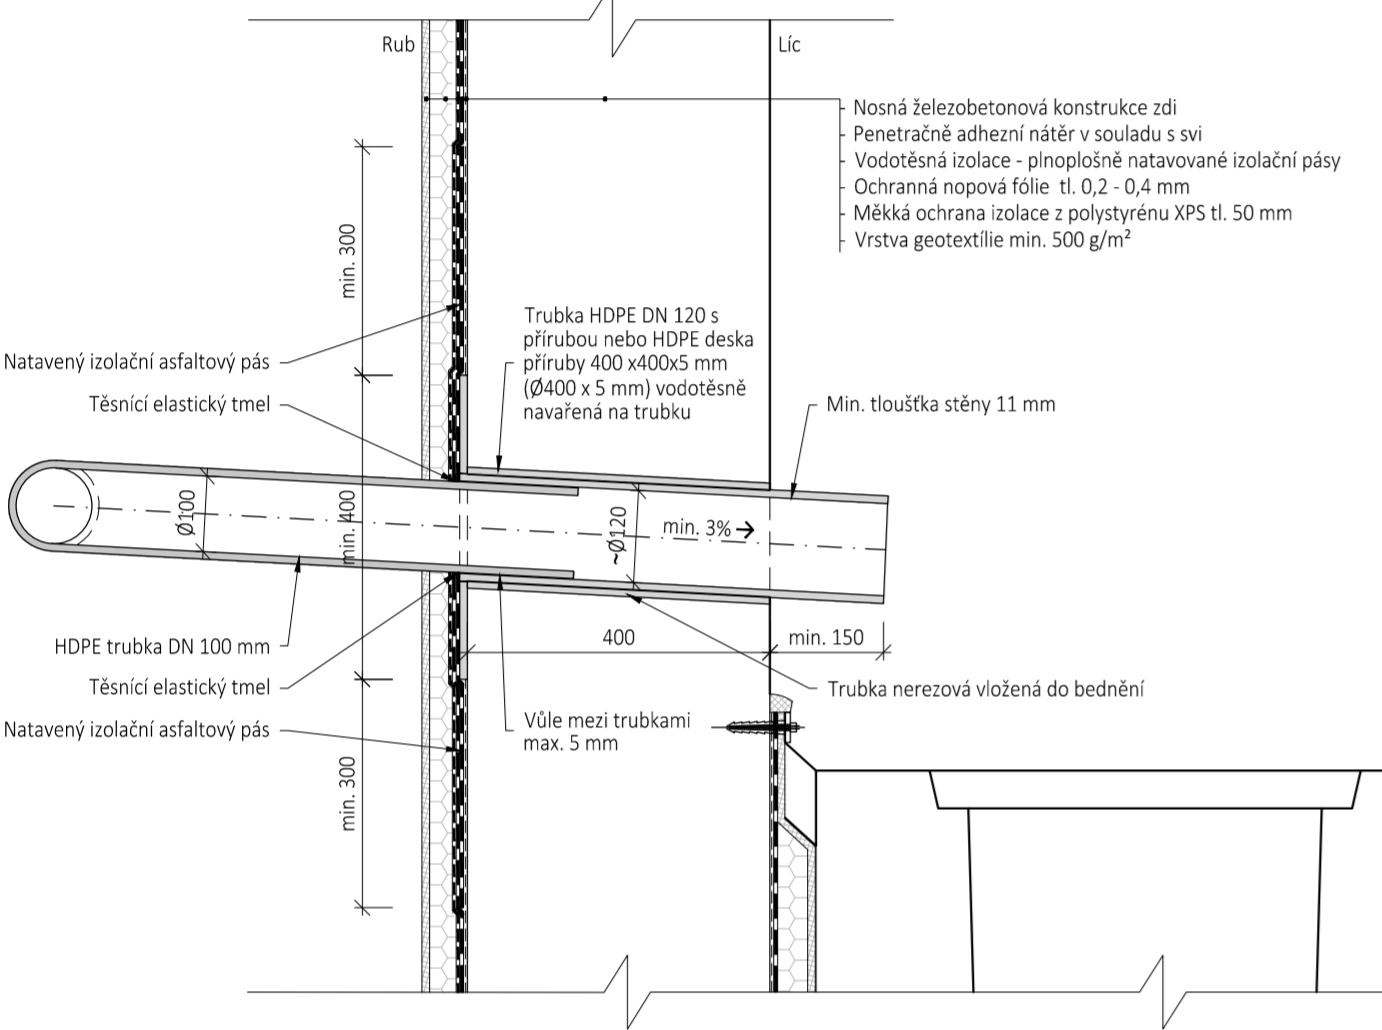 Rub
Líc
- Nosná železobetonová konstrukce zdi
- Penetračně adhezní nátěr v souladu s svi
- Vodotěsná izolace - plnoplošně natavované izolační pásy
- Ochranná nopová fólie tl. 0,2 - 0,4 mm
- Měkká ochrana izolace z polystyrénu XPS tl. 50 mm
- Vrstva geotextílie min. 500 g/m²
min. 300
Trubka HDPE DN 120 s
přírubou nebo HDPE deska
příruby 400 x400x5 mm
(Ø400 x 5 mm) vodotěsně
navařená na trubku
Natavený izolační asfaltový pás
Těsnící elastický tmel
Min. tloušťka stěny 11 mm
Ø100
min. 400
~Ø120
min. 3%→
HDPE trubka DN 100 mm
400
min. 150
Těsnící elastický tmel
Trubka nerezová vložená do bednění
Natavený izolační asfaltový pás
Vůle mezi trubkami
max. 5 mm
min. 300